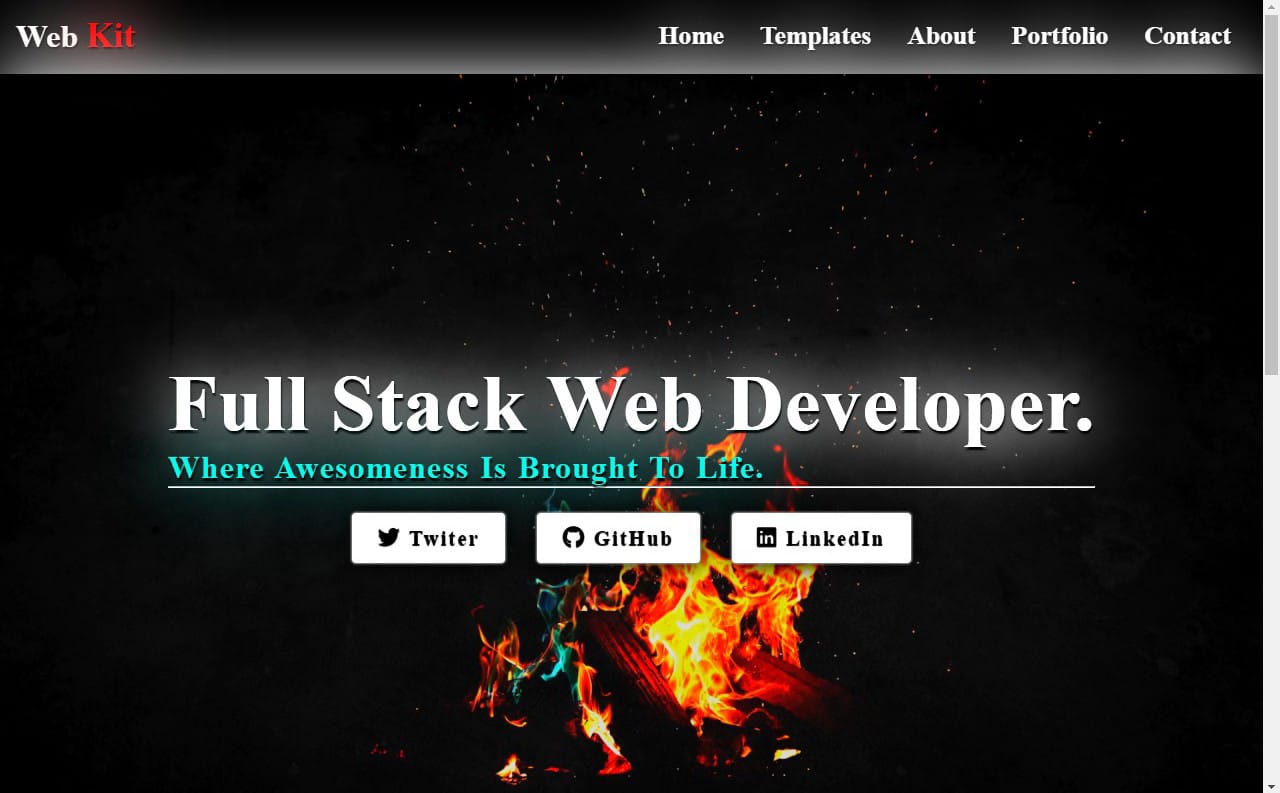 Web Kit
Home Templates About Portfolio Contact
Full Stack Web Developer.
Where Awesomeness Is Brought To Life.
Twiter GitHub LinkedIn